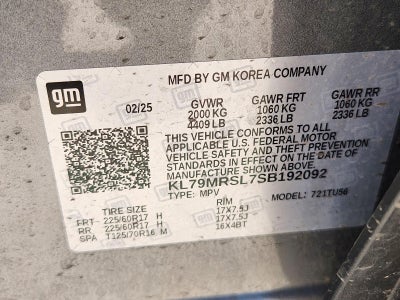 gm
MFD BY GM KOREA COMPANY
02/25 GVWR GAWR FRT GAWR RR
2000 KG 1060 KG 1060 KG
4409 LB 2336 LB 2336 LB
THIS VEHICLE CONFORMS TO ALL
APPLICABLE U.S. FEDERAL MOTOR
VEHICLE SAFETY STANDARDS IN
EFFECT ON THE DATE OF
MANUFACTURE SHOWN ABOVE.
KL79MRSL7SB192092
TYPE: MPV MODEL: 721TU56
TIRE SIZE RIM
FRT 225/60R17 H 17X7.5J
RR 225/60R17 H 17X7.5J
SPA T125/70R16 M 16X4BT